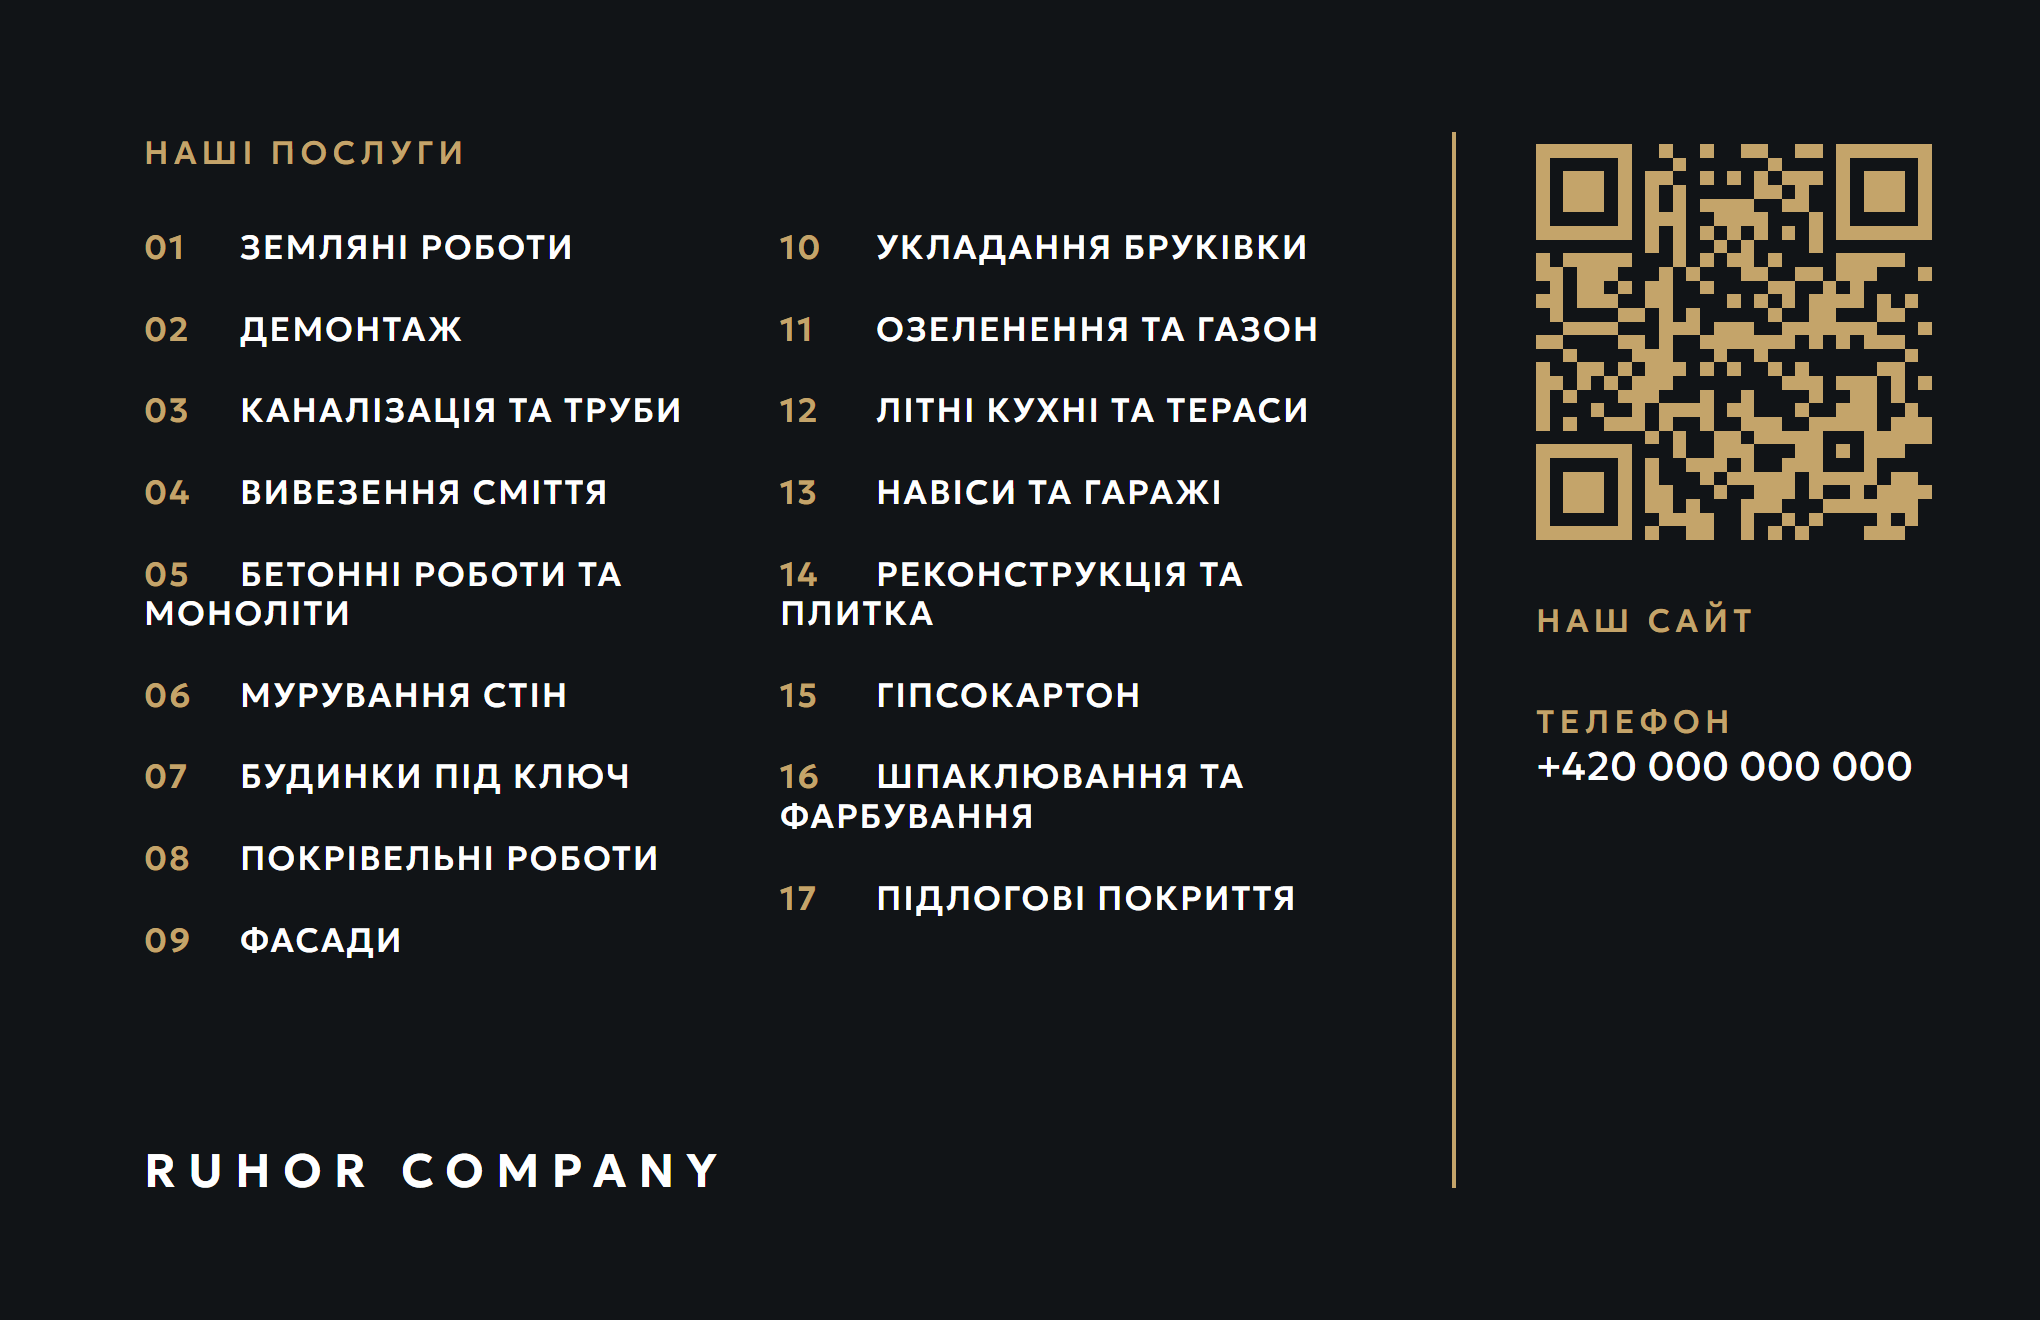 НАШІ ПОСЛУГИ
01 ЗЕМЛЯНІ РОБОТИ
02 ДЕМОНТАЖ
03 КАНАЛІЗАЦІЯ ТА ТРУБИ
04 ВИВЕЗЕННЯ СМІТТЯ
05 БЕТОННІ РОБОТИ ТА
МОНОЛІТИ
06 МУРУВАННЯ СТІН
07 БУДИНКИ ПІД КЛЮЧ
08 ПОКРІВЕЛЬНІ РОБОТИ
09 ФАСАДИ
10 УКЛАДАННЯ БРУКІВКИ
11 ОЗЕЛЕНЕННЯ ТА ГАЗОН
12 ЛІТНІ КУХНІ ТА ТЕРАСИ
13 НАВІСИ ТА ГАРАЖІ
14 РЕКОНСТРУКЦІЯ ТА
ПЛИТКА
15 ГІПСОКАРТОН
16 ШПАКЛЮВАННЯ ТА
ФАРБУВАННЯ
17 ПІДЛОГОВІ ПОКРИТТЯ
RUHOR COMPANY
НАШ САЙТ
ТЕЛЕФОН
+420 000 000 000